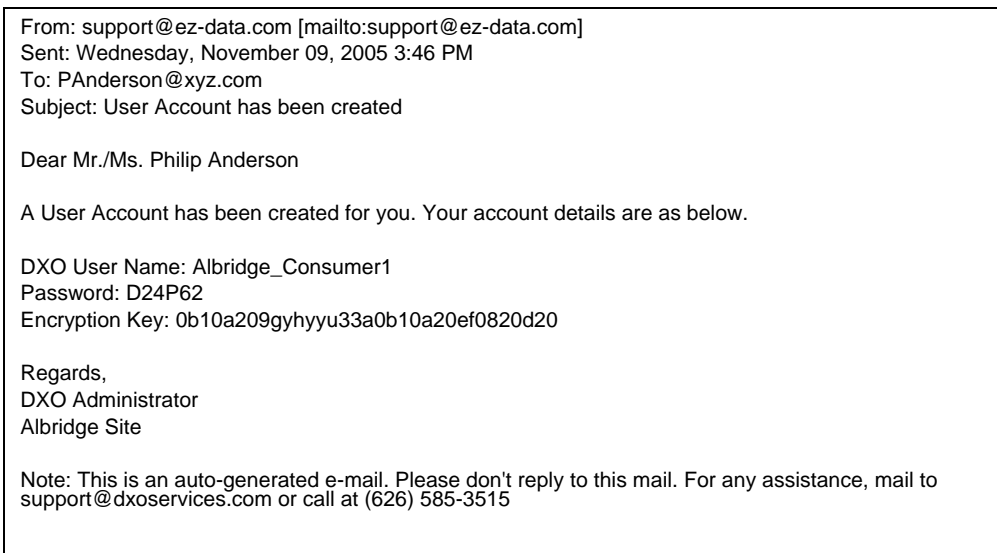 From: support@ez-data.com [mailto:support@ez-data.com]
Sent: Wednesday, November 09, 2005 3:46 PM
To: PAnderson@xyz.com
Subject: User Account has been created
Dear Mr./Ms. Philip Anderson
A User Account has been created for you. Your account details are as below.
DXO User Name: Albridge_Consumer1
Password: D24P62
Encryption Key: 0b10a209gyhyyu33a0b10a20ef0820d20
Regards,
DXO Administrator
Albridge Site
Note: This is an auto-generated e-mail. Please don't reply to this mail. For any assistance, mail to
support@dxoservices.com or call at (626) 585-3515